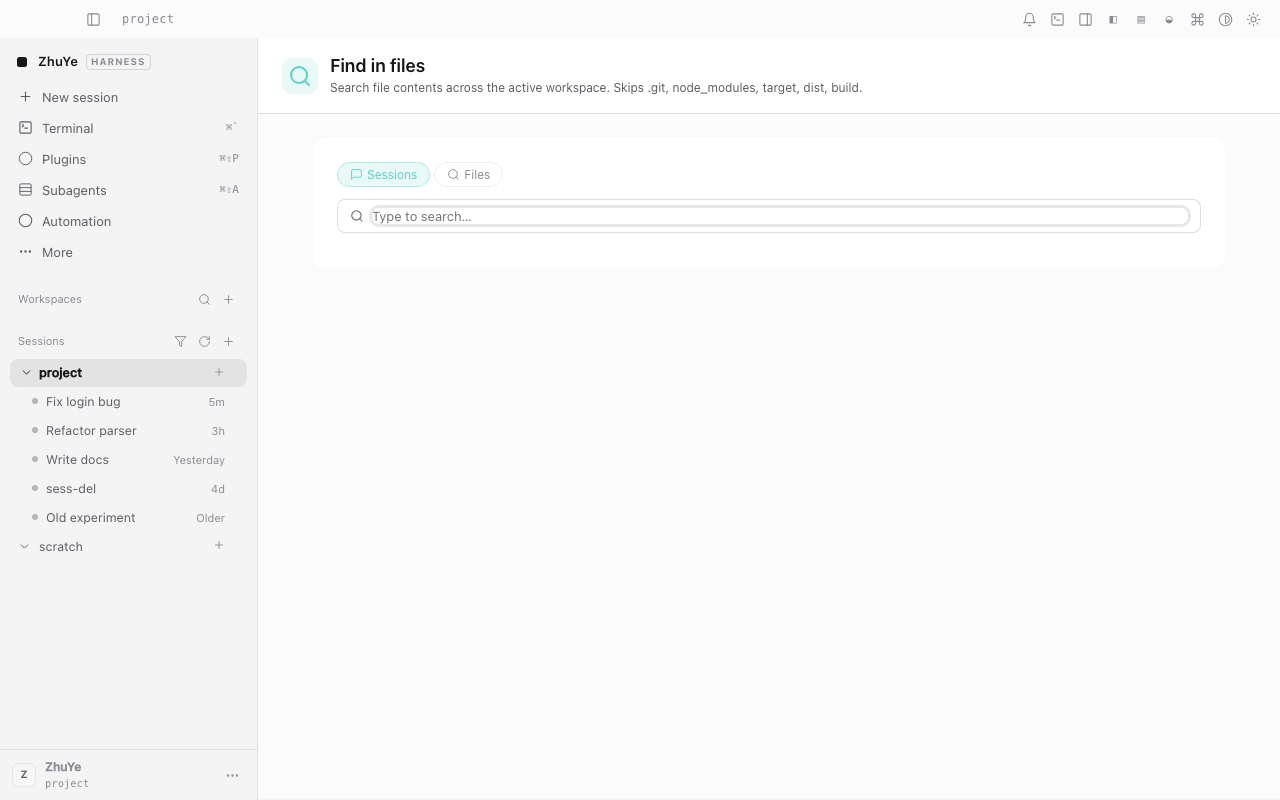 project
ZhuYe HARNESS
New session
Terminal ⌘`
Plugins ⌘⇧P
Subagents ⌘⇧A
Automation
More
Workspaces
Sessions
project
Fix login bug 5m
Refactor parser 3h
Write docs Yesterday
sess-del 4d
Old experiment Older
scratch
Z
ZhuYe
project
Find in files
Search file contents across the active workspace. Skips .git, node_modules, target, dist, build.
Sessions Files
Type to search...